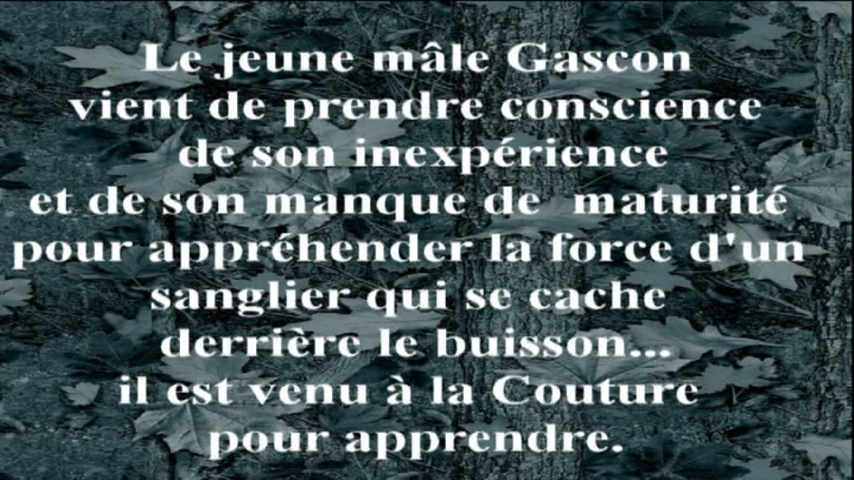 Le jeune mâle Gascon
vient de prendre conscience
de son inexpérience
et de son manque de maturité
pour appréhender la force d'un
sanglier qui se cache
derrière le buisson...
il est venu à la Couture
pour apprendre.